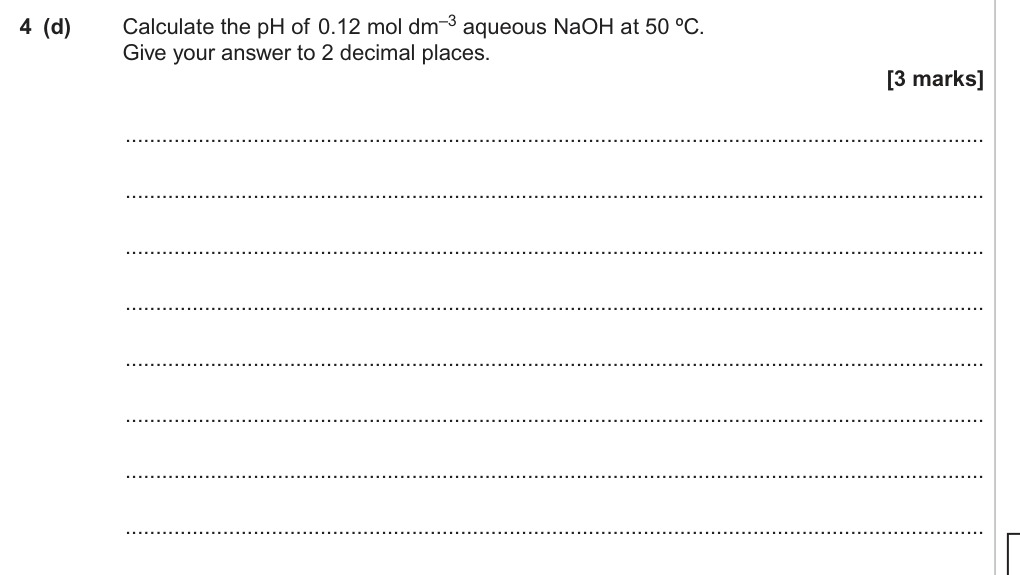 4 (d) Calculate the pH of 0.12 mol dm⁻³ aqueous NaOH at 50 ºC.
Give your answer to 2 decimal places.
[3 marks]